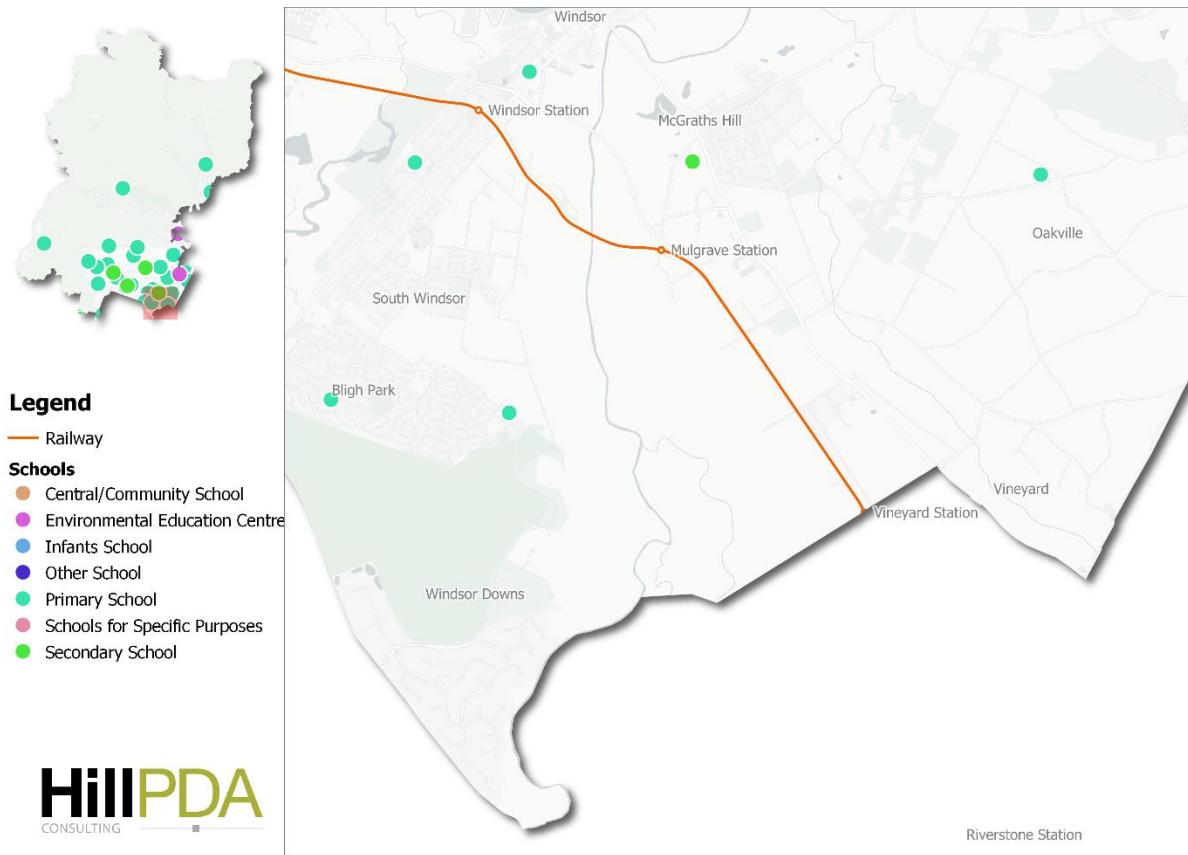 Legend
Railway
Schools
Central/Community School
Environmental Education Centre
Infants School
Other School
Primary School
Schools for Specific Purposes
Secondary School
HillPDA
CONSULTING
Windsor
Windsor Station
McGraths Hill
Oakville
Mulgrave Station
South Windsor
Bligh Park
Vineyard
Vineyard Station
Windsor Downs
Riverstone Station